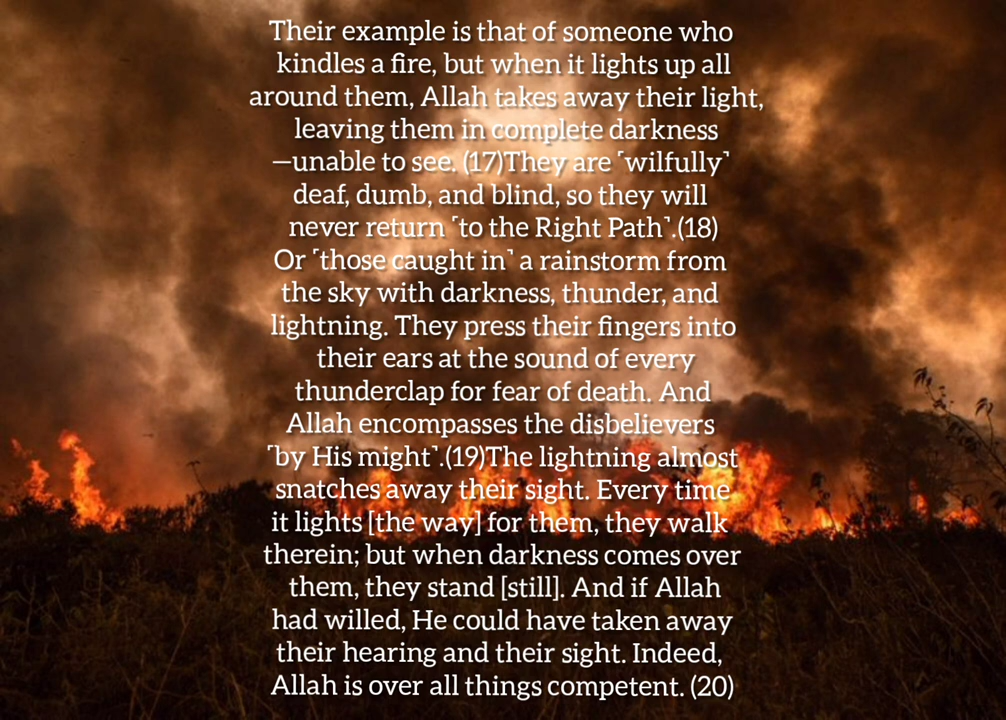 Their example is that of someone who
kindles a fire, but when it lights up all
around them, Allah takes away their light,
leaving them in complete darkness
—unable to see. (17)They are ˹wilfully˺
deaf, dumb, and blind, so they will
never return ˹to the Right Path˺.(18)
Or ˹those caught in˺ a rainstorm from
the sky with darkness, thunder, and
lightning. They press their fingers into
their ears at the sound of every
thunderclap for fear of death. And
Allah encompasses the disbelievers
˹by His might˺.(19)The lightning almost
snatches away their sight. Every time
it lights [the way] for them, they walk
therein; but when darkness comes over
them, they stand [still]. And if Allah
had willed, He could have taken away
their hearing and their sight. Indeed,
Allah is over all things competent. (20)